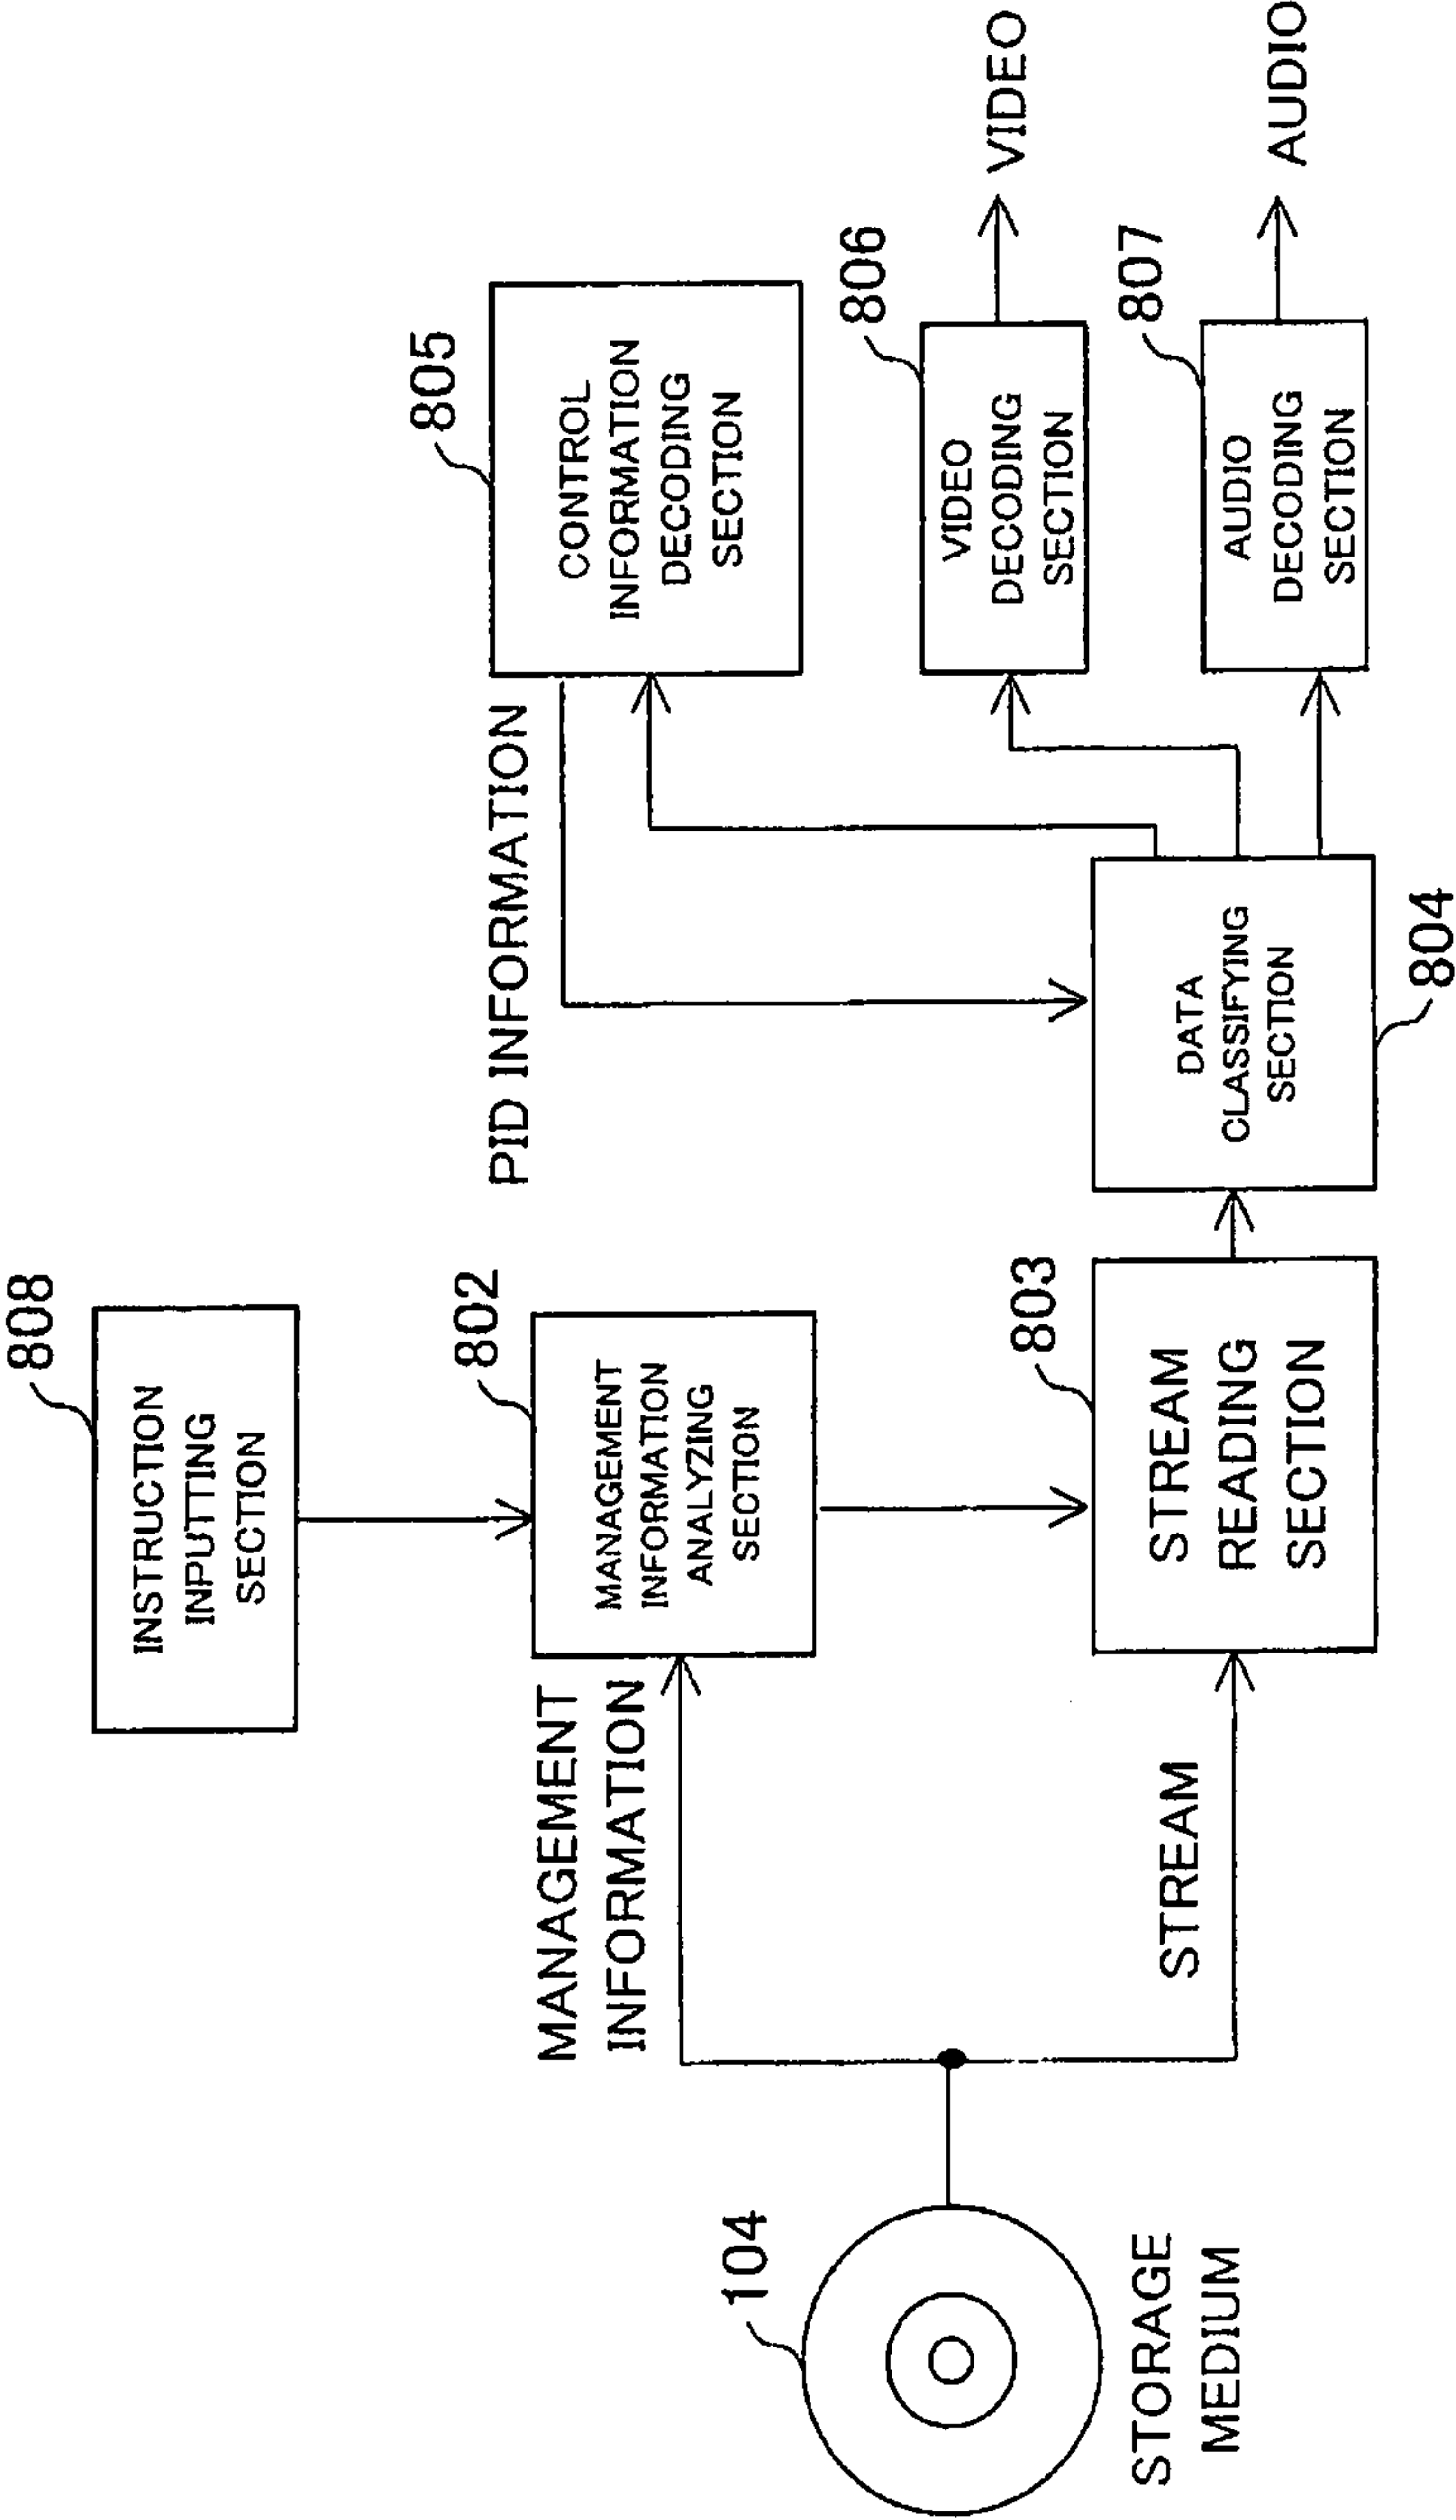 808
INSTRUCTION
INPUTTING
SECTION
805
CONTROL
INFORMATION
DECODING
SECTION
PID INFORMATION
802
MANAGEMENT
INFORMATION
ANALYZING
SECTION
MANAGEMENT
INFORMATION
104
STORAGE
MEDIUM
STREAM
803
STREAM
READING
SECTION
DATA
CLASSIFYING
SECTION
804
806
VIDEO
DECODING
SECTION
VIDEO
807
AUDIO
DECODING
SECTION
AUDIO